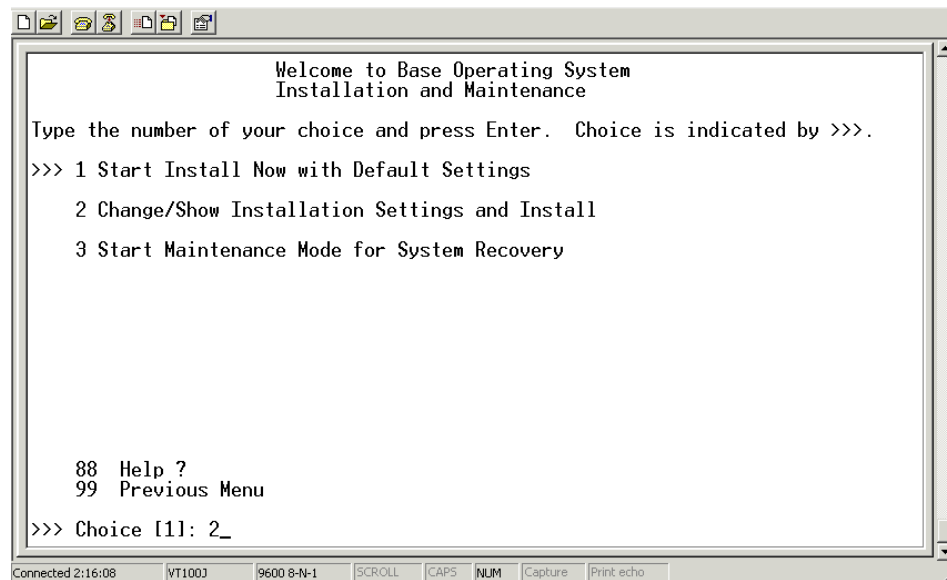 Welcome to Base Operating System
Installation and Maintenance
Type the number of your choice and press Enter.  Choice is indicated by >>>.
>>> 1 Start Install Now with Default Settings
2 Change/Show Installation Settings and Install
3 Start Maintenance Mode for System Recovery
88  Help ?
99  Previous Menu
>>> Choice [1]: 2_
Connected 2:16:08 VT100J 9600 8-N-1 SCROLL CAPS NUM Capture Print echo